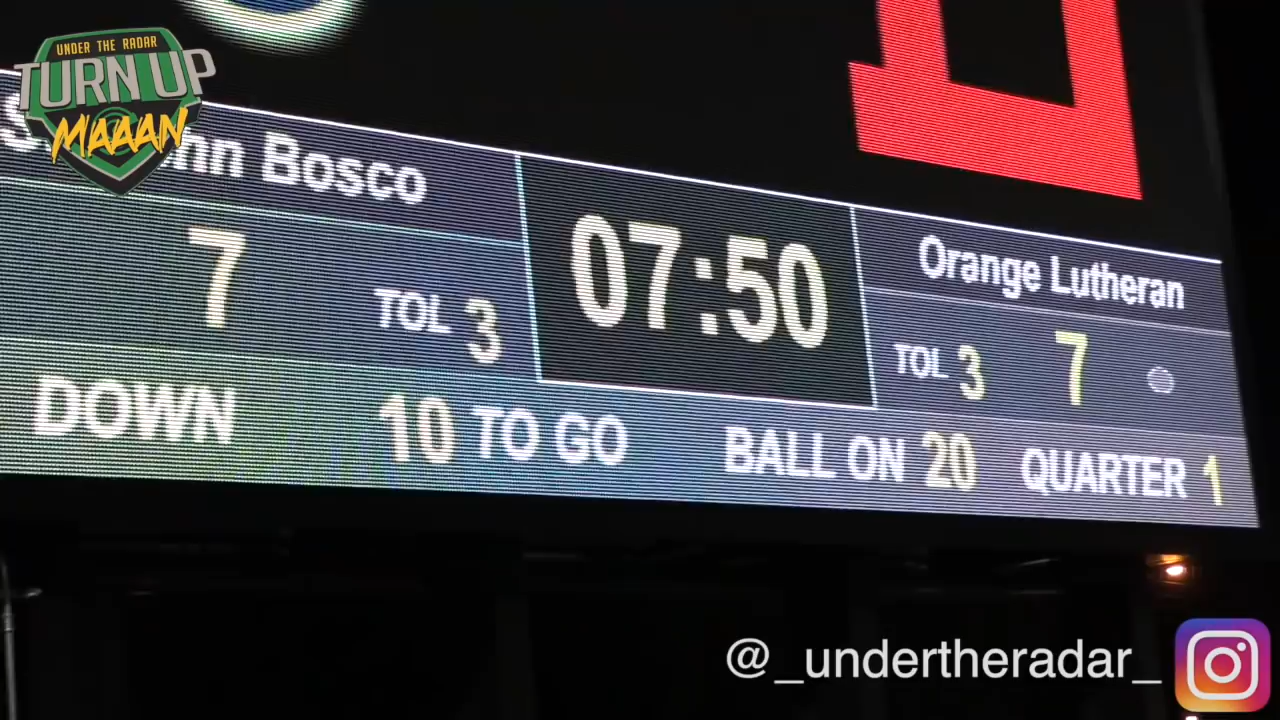 UNDER THE RADAR
TURN UP
MAAAN
Bosco
07:50
Orange Lutheran
7
TOL 3
TOL 3
7
DOWN
10 TO GO
BALL ON 20
QUARTER 1
@_undertheradar_